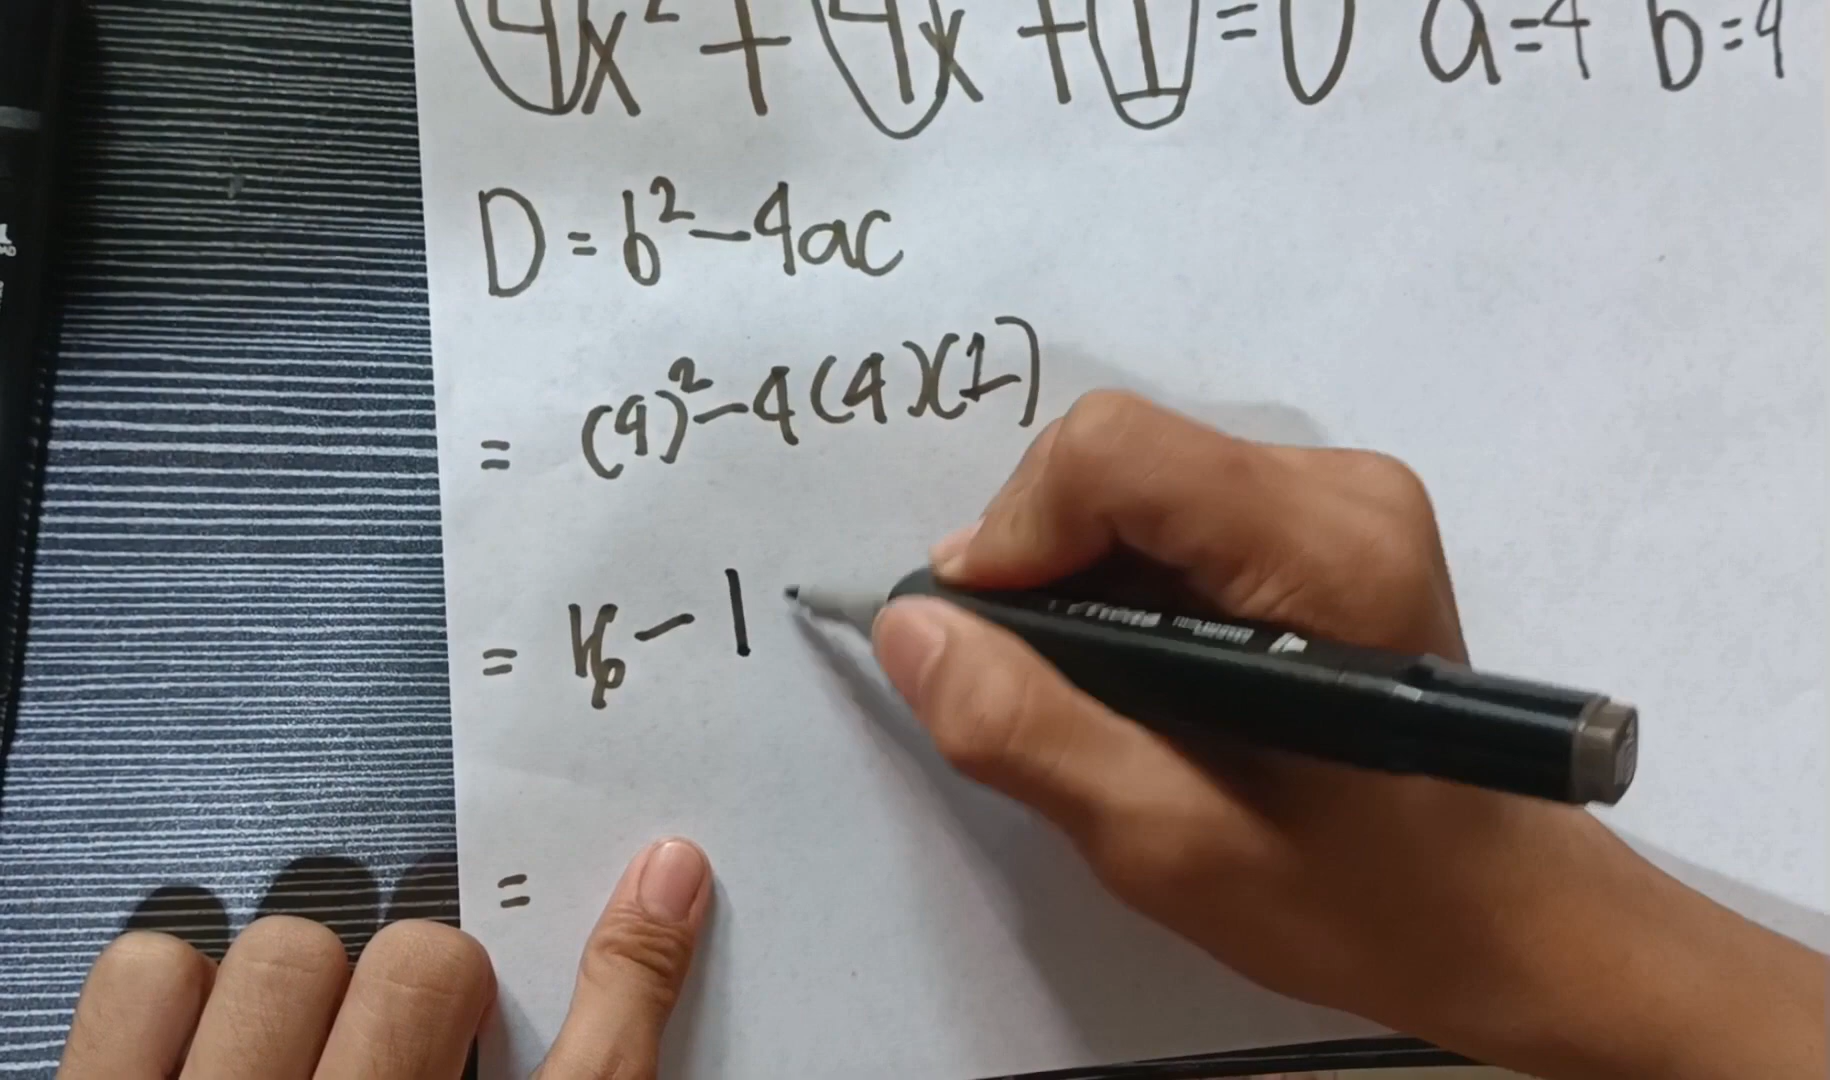 4x² + 4x + 1 = 0 a=4 b=4
D = b²-4ac
= (4)²-4(4)(1)
= 16 - 1
=